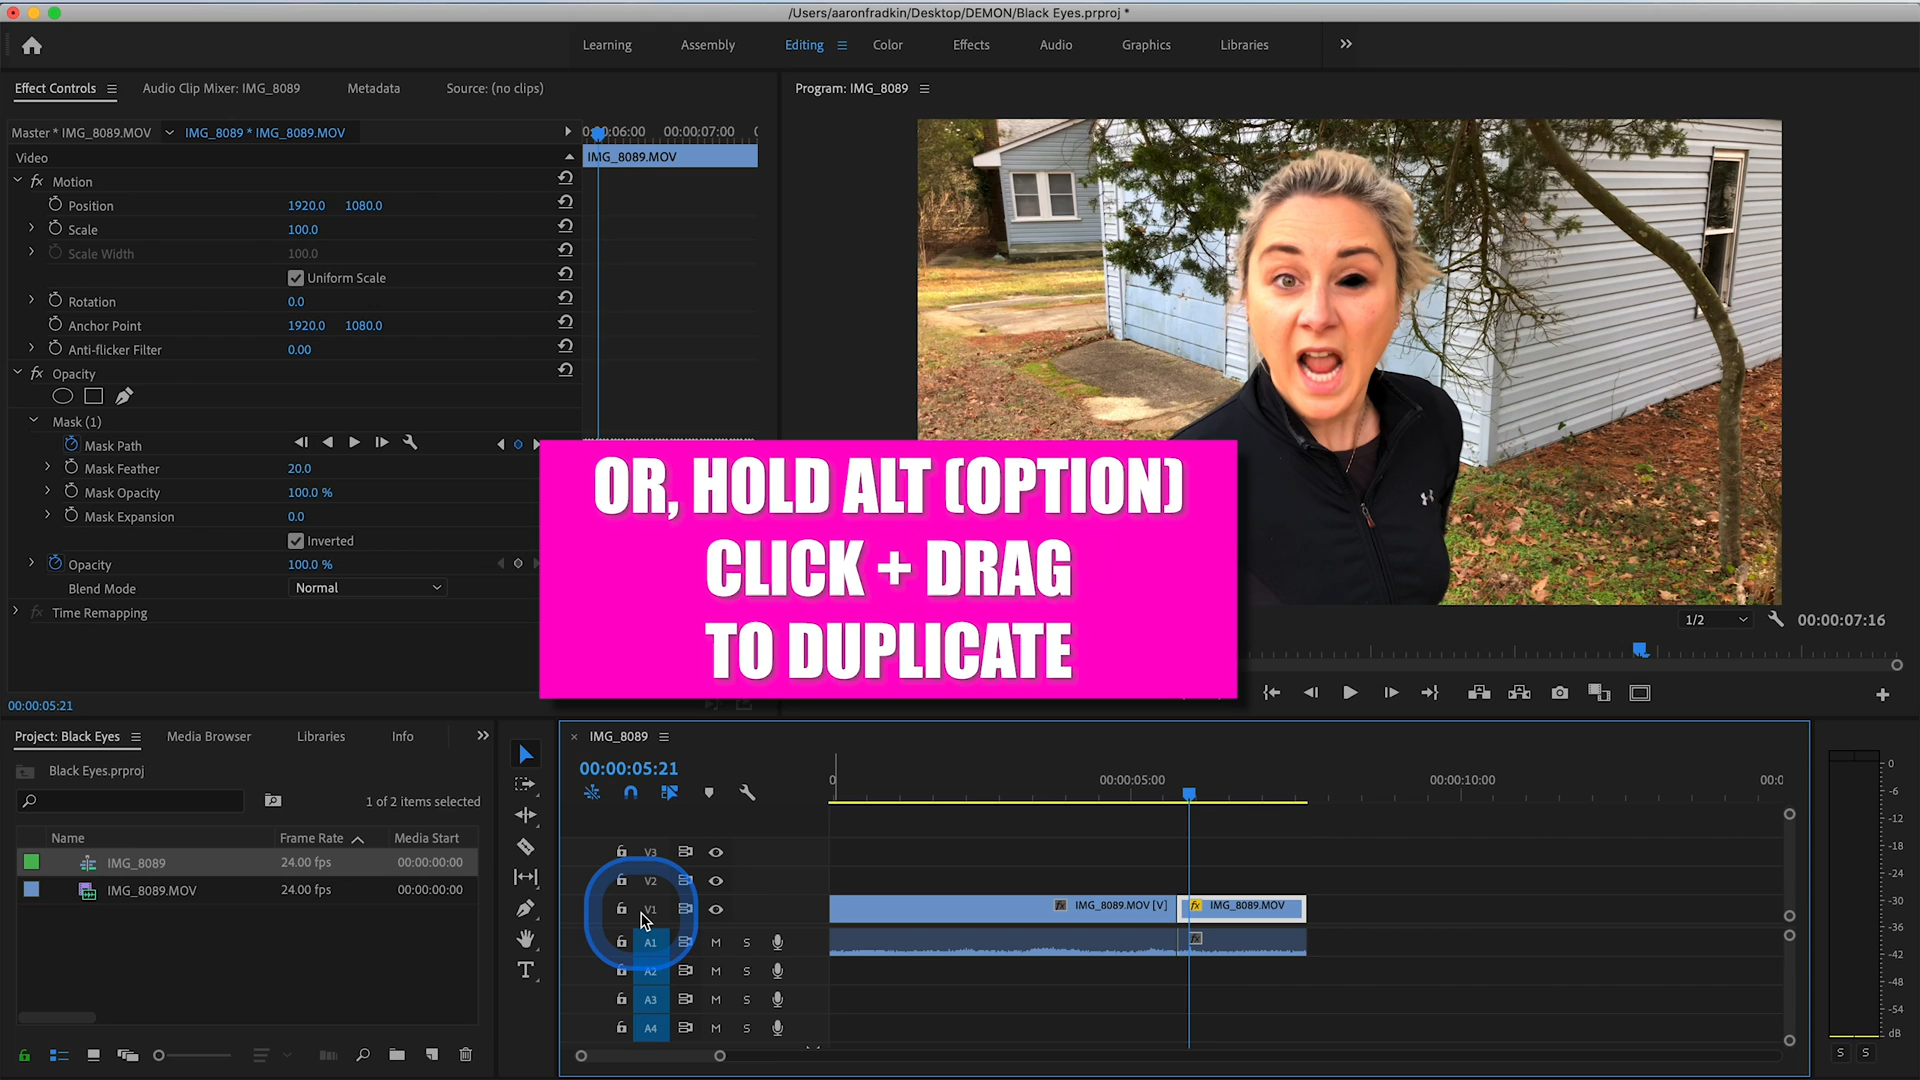 /Users/aaronfradkin/Desktop/DEMON/Black Eyes.prproj *
Learning
Assembly
Editing
Color
Effects
Audio
Graphics
Libraries
Effect Controls
Audio Clip Mixer: IMG_8089
Metadata
Source: (no clips)
Program: IMG_8089
Master * IMG_8089.MOV
IMG_8089 * IMG_8089.MOV
00:00:07:00
Video
IMG_8089.MOV
fx Motion
Position 1920.0 1080.0
Scale 100.0
Scale Width 100.0
Uniform Scale
Rotation 0.0
Anchor Point 1920.0 1080.0
Anti-flicker Filter 0.00
fx Opacity
Mask (1)
Mask Path
Mask Feather 20.0
Mask Opacity 100.0 %
Mask Expansion 0.0
Inverted
Opacity 100.0 %
Blend Mode Normal
fx Time Remapping
OR, HOLD ALT (OPTION)
CLICK + DRAG
TO DUPLICATE
1/2
00:00:07:16
00:00:05:21
Project: Black Eyes
Media Browser
Libraries
Info
Black Eyes.prproj
1 of 2 items selected
Name Frame Rate Media Start
IMG_8089 24.00 fps 00:00:00:00
IMG_8089.MOV 24.00 fps 00:00:00:00
× IMG_8089
00:00:05:21
0
00:00:05:00
00:00:10:00
V3
V2
V1
fx IMG_8089.MOV [V]
fx IMG_8089.MOV
A1 M S
fx
A2 M S
A3 M S
A4 M S
T
0
-6
-12
-18
-24
-30
-36
-42
-48
-54
dB
S S